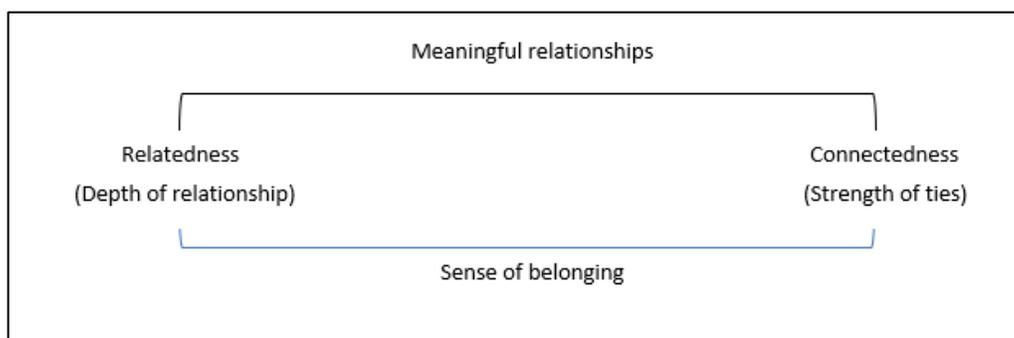 Meaningful relationships
Relatedness
(Depth of relationship)
Connectedness
(Strength of ties)
Sense of belonging